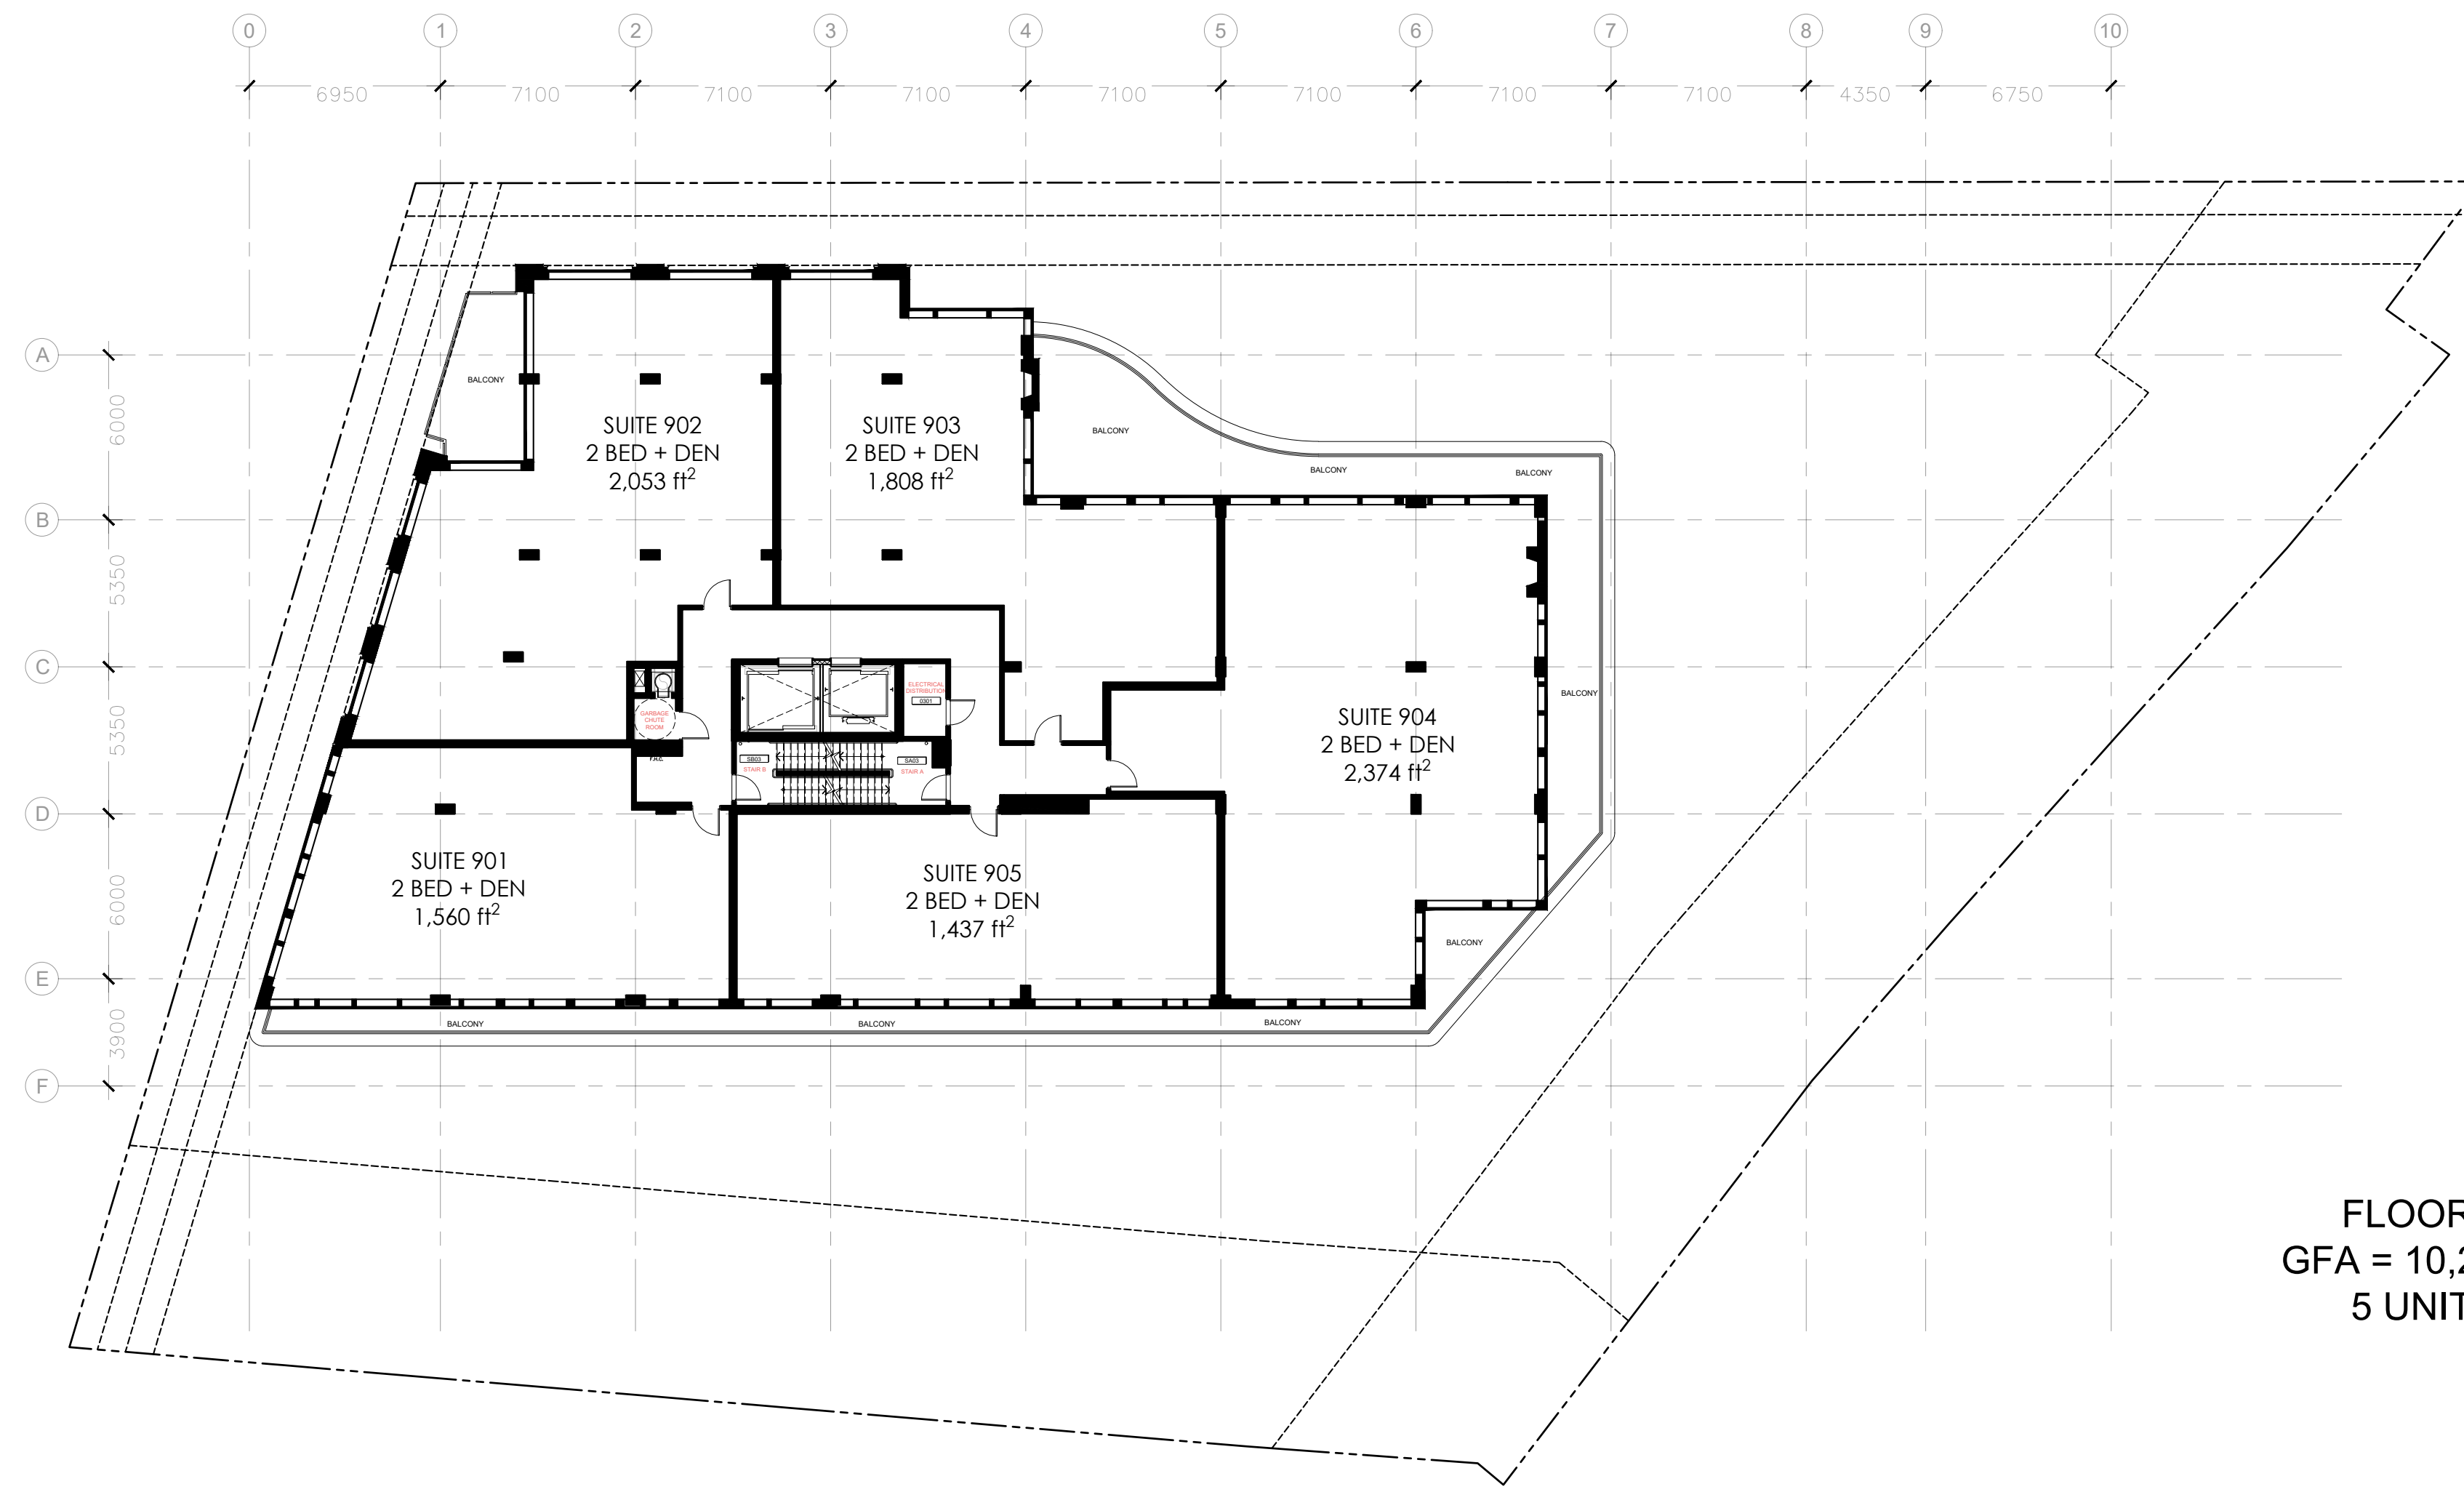 0 1 2 3 4 5 6 7 8 9 10
6950 7100 7100 7100 7100 7100 7100 7100 4350 6750
A
6000
B
5350
C
5350
D
6000
E
3900
F
BALCONY
SUITE 902
2 BED + DEN
2,053 ft²
SUITE 903
2 BED + DEN
1,808 ft²
BALCONY
BALCONY
BALCONY
ELECTRICAL
DISTRIBUTION
0301
GARBAGE
CHUTE
ROOM
BALCONY
SUITE 904
2 BED + DEN
2,374 ft²
SB03
STAIR B
SA03
STAIR A
SUITE 901
2 BED + DEN
1,560 ft²
SUITE 905
2 BED + DEN
1,437 ft²
BALCONY
BALCONY
BALCONY
BALCONY
FLOOR
GFA = 10,2
5 UNIT